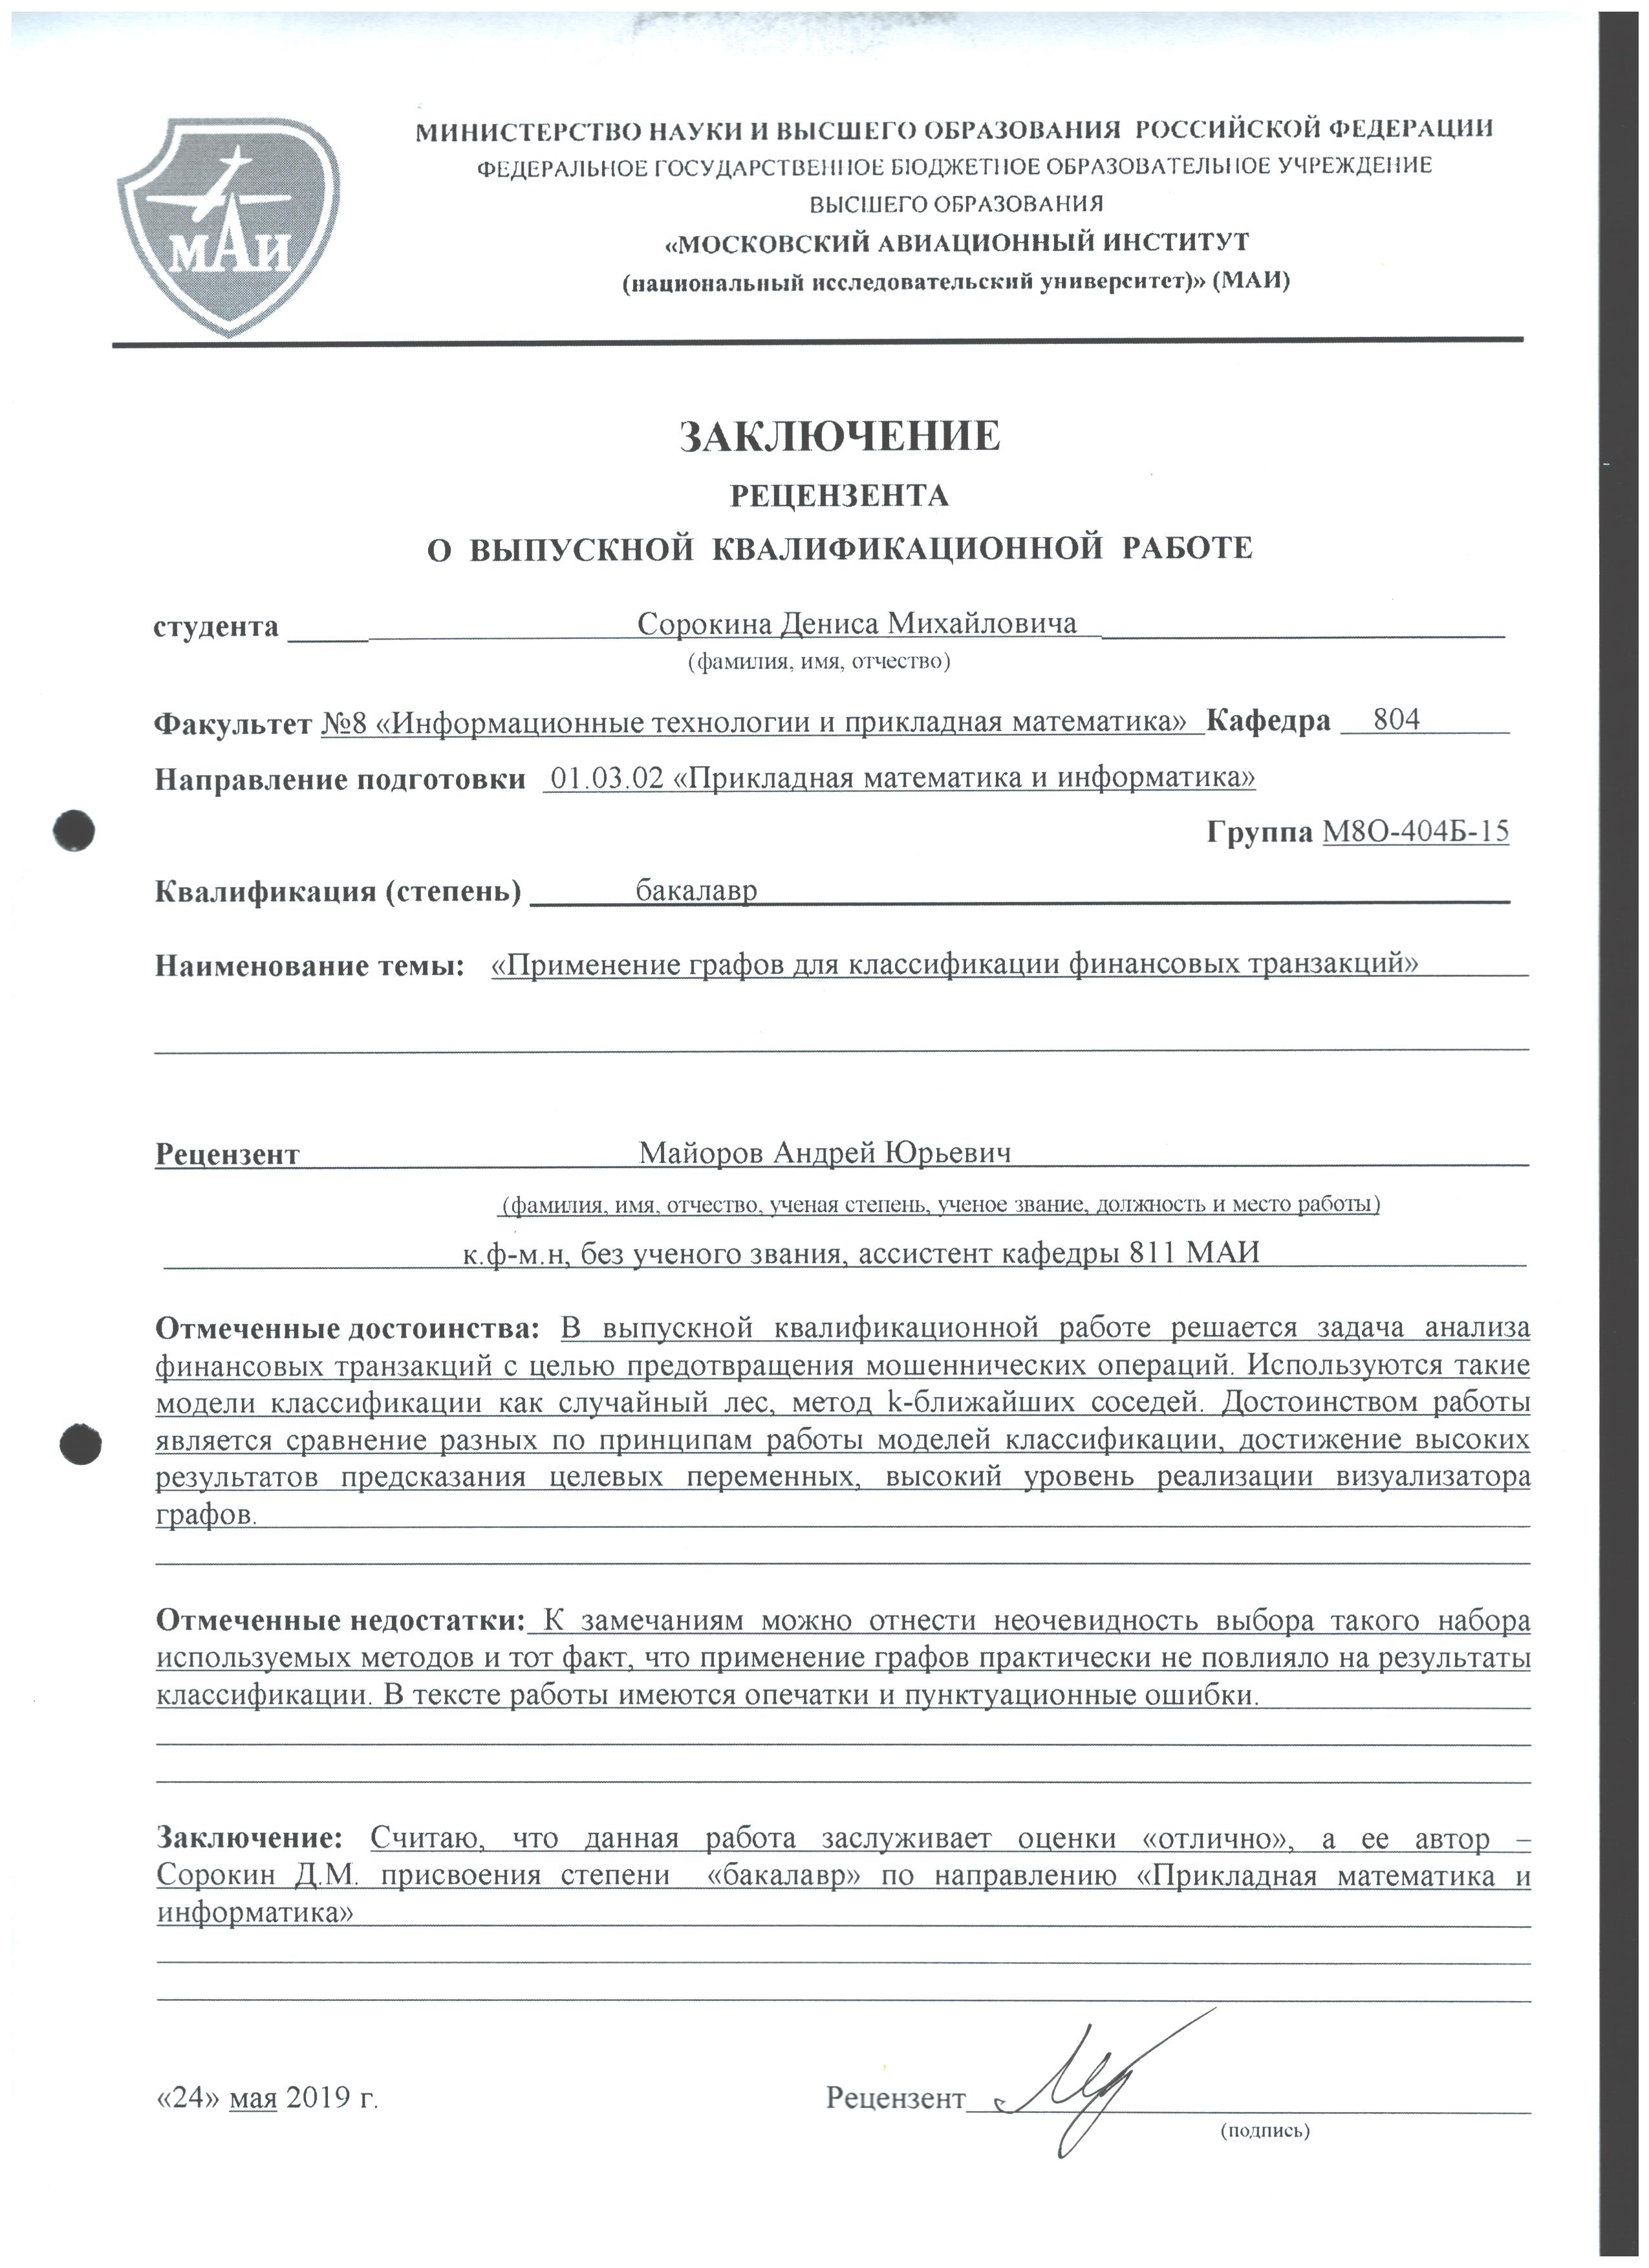 МИНИСТЕРСТВО НАУКИ И ВЫСШЕГО ОБРАЗОВАНИЯ РОССИЙСКОЙ ФЕДЕРАЦИИ
ФЕДЕРАЛЬНОЕ ГОСУДАРСТВЕННОЕ БЮДЖЕТНОЕ ОБРАЗОВАТЕЛЬНОЕ УЧРЕЖДЕНИЕ
ВЫСШЕГО ОБРАЗОВАНИЯ
«МОСКОВСКИЙ АВИАЦИОННЫЙ ИНСТИТУТ
(национальный исследовательский университет)» (МАИ)
МАИ
ЗАКЛЮЧЕНИЕ
РЕЦЕНЗЕНТА
О ВЫПУСКНОЙ КВАЛИФИКАЦИОННОЙ РАБОТЕ
студента Сорокина Дениса Михайловича
(фамилия, имя, отчество)
Факультет №8 «Информационные технологии и прикладная математика» Кафедра 804
Направление подготовки 01.03.02 «Прикладная математика и информатика»
Группа М8О-404Б-15
Квалификация (степень) бакалавр
Наименование темы: «Применение графов для классификации финансовых транзакций»
Рецензент Майоров Андрей Юрьевич
(фамилия, имя, отчество, ученая степень, ученое звание, должность и место работы)
к.ф-м.н, без ученого звания, ассистент кафедры 811 МАИ
Отмеченные достоинства: В выпускной квалификационной работе решается задача анализа
финансовых транзакций с целью предотвращения мошеннических операций. Используются такие
модели классификации как случайный лес, метод k-ближайших соседей. Достоинством работы
является сравнение разных по принципам работы моделей классификации, достижение высоких
результатов предсказания целевых переменных, высокий уровень реализации визуализатора
графов.
Отмеченные недостатки: К замечаниям можно отнести неочевидность выбора такого набора
используемых методов и тот факт, что применение графов практически не повлияло на результаты
классификации. В тексте работы имеются опечатки и пунктуационные ошибки.
Заключение: Считаю, что данная работа заслуживает оценки «отлично», а ее автор –
Сорокин Д.М. присвоения степени «бакалавр» по направлению «Прикладная математика и
информатика»
«24» мая 2019 г. Рецензент
(подпись)